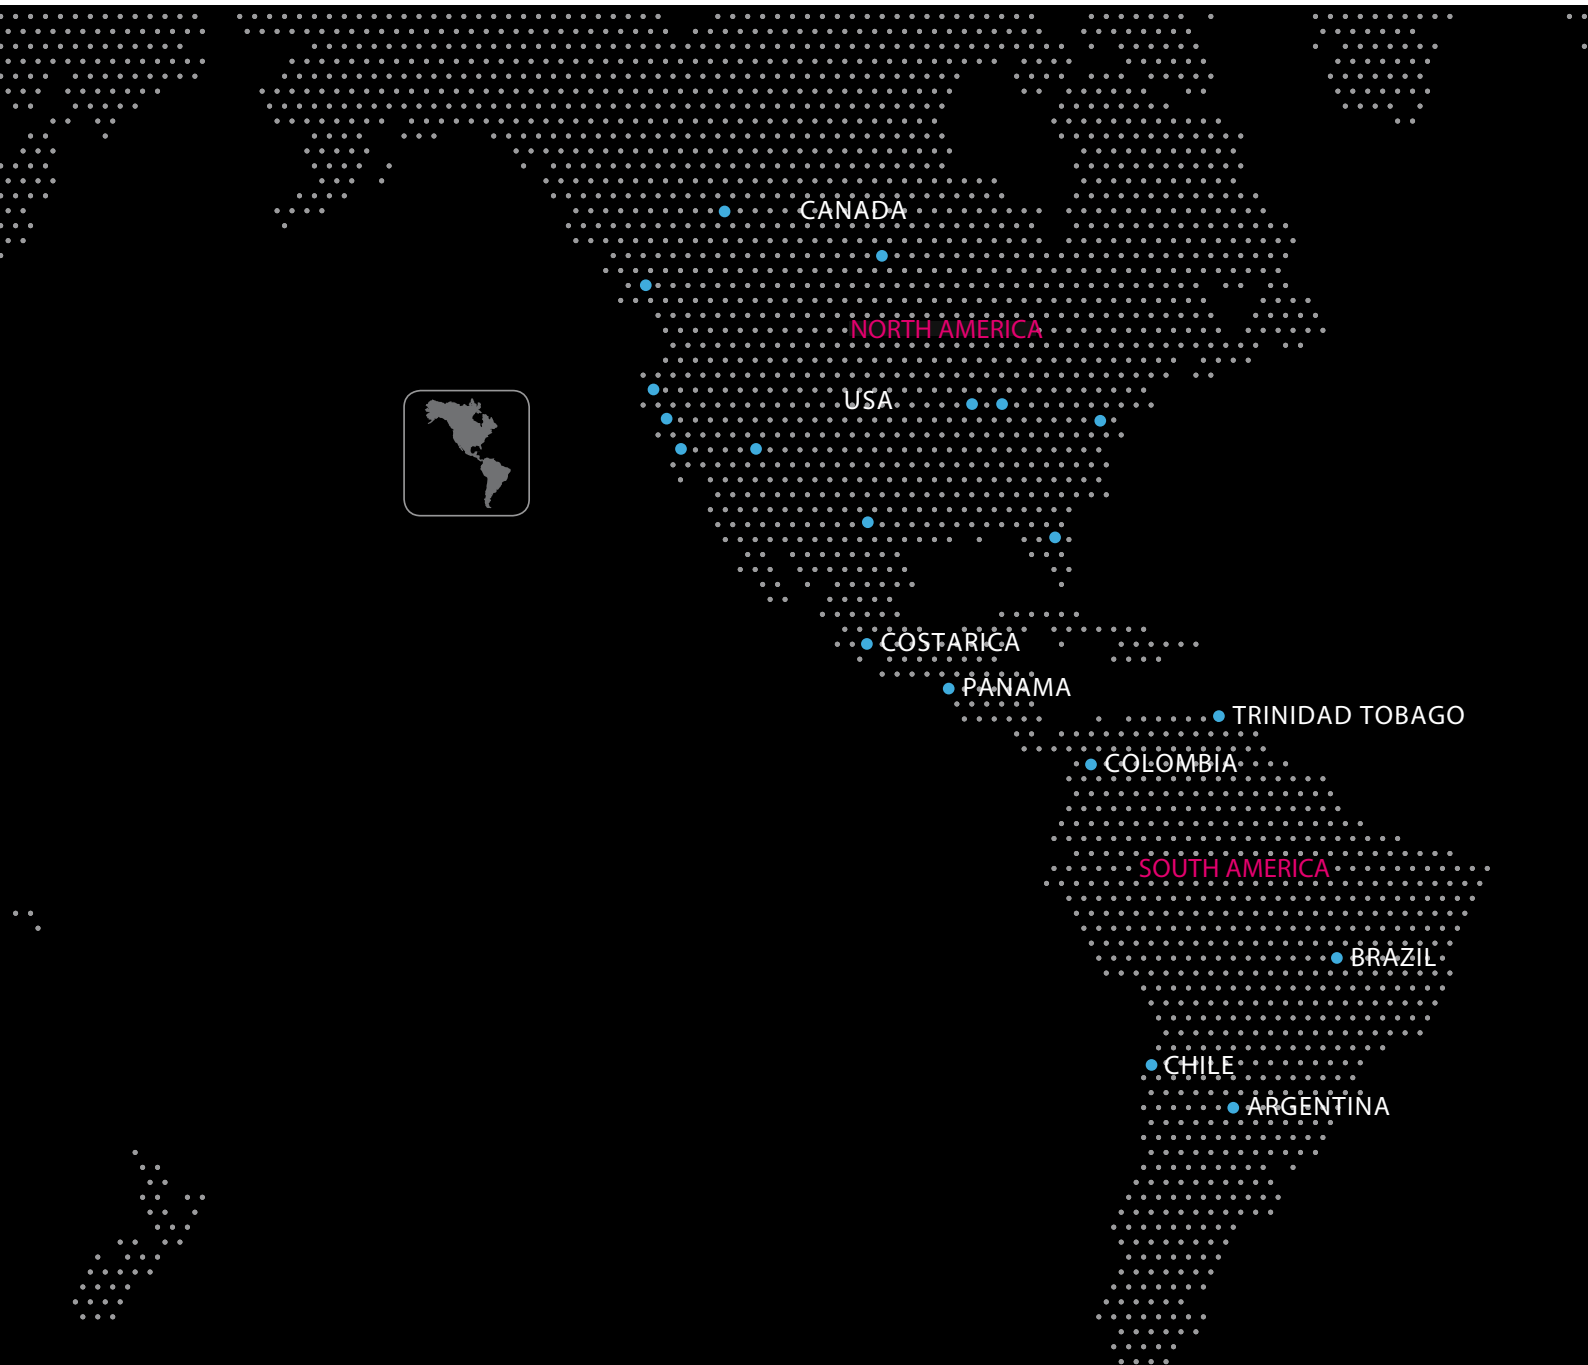 CANADA
NORTH AMERICA
USA
COSTARICA
PANAMA
TRINIDAD TOBAGO
COLOMBIA
SOUTH AMERICA
BRAZIL
CHILE
ARGENTINA